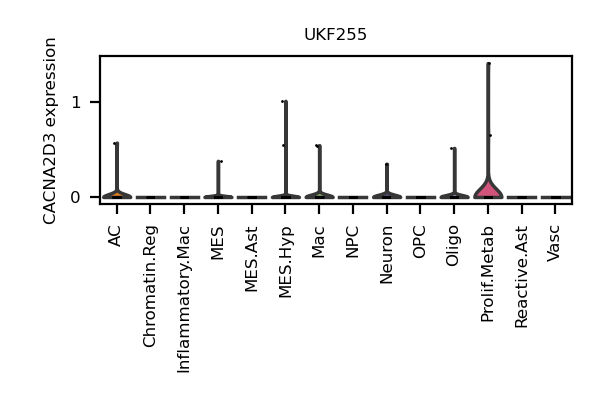 UKF255
CACNA2D3 expression
1
0
AC
Chromatin.Reg
Inflammatory.Mac
MES
MES.Ast
MES.Hyp
Mac
NPC
Neuron
OPC
Oligo
Prolif.Metab
Reactive.Ast
Vasc